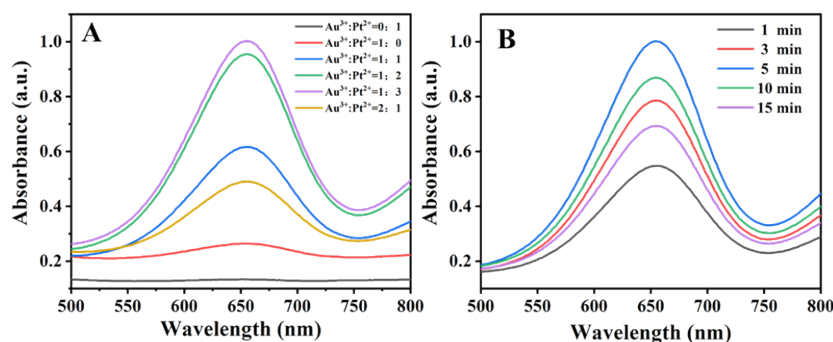 A
Au³⁺:Pt²⁺=0：1
Au³⁺:Pt²⁺=1：0
Au³⁺:Pt²⁺=1：1
Au³⁺:Pt²⁺=1：2
Au³⁺:Pt²⁺=1：3
Au³⁺:Pt²⁺=2：1
1.0
0.8
0.6
0.4
0.2
Absorbance (a.u.)
500 550 600 650 700 750 800
Wavelength (nm)
B
1 min
3 min
5 min
10 min
15 min
1.0
0.8
0.6
0.4
0.2
Absorbance (a.u.)
500 550 600 650 700 750 800
Wavelength (nm)